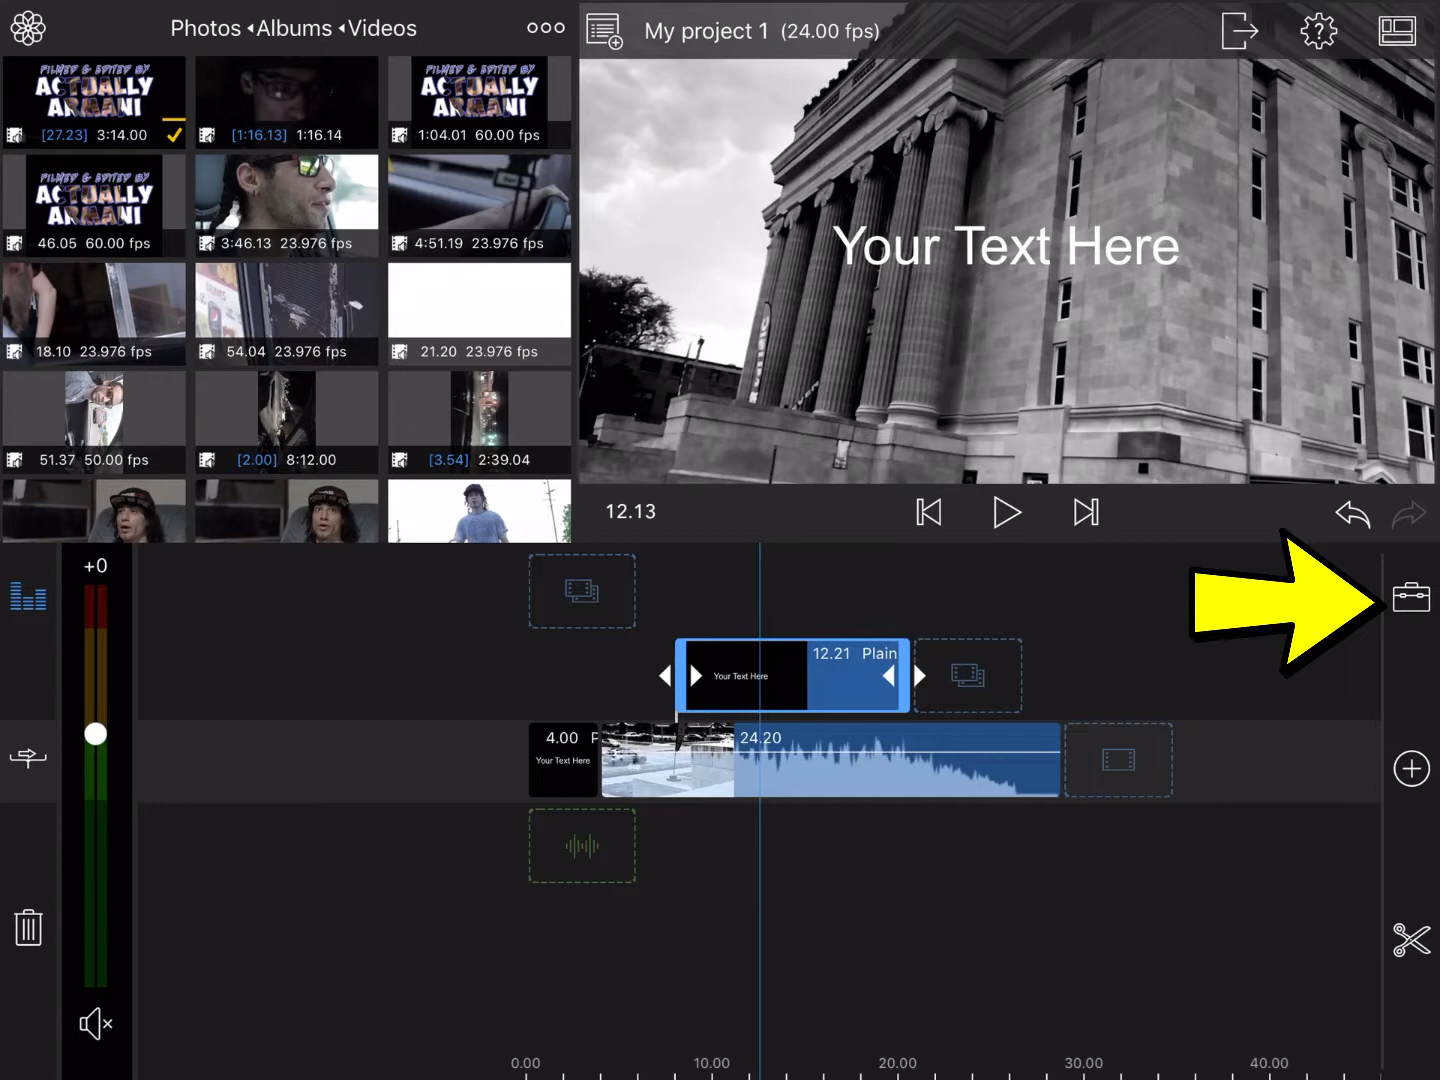 Photos Albums Videos
My project 1 (24.00 fps)
FILMED & EDITED BY
ACTUALLY
ARMANI
[27.23] 3:14.00
[1:16.13] 1:16.14
FILMED & EDITED BY
ACTUALLY
ARMANI
1:04.01 60.00 fps
FILMED & EDITED BY
ACTUALLY
ARMANI
46.05 60.00 fps
3:46.13 23.976 fps
4:51.19 23.976 fps
18.10 23.976 fps
54.04 23.976 fps
21.20 23.976 fps
51.37 50.00 fps
[2.00] 8:12.00
[3.54] 2:39.04
Your Text Here
12.13
+0
12.21 Plain
Your Text Here
4.00 P
Your Text Here
24.20
0.00 10.00 20.00 30.00 40.00